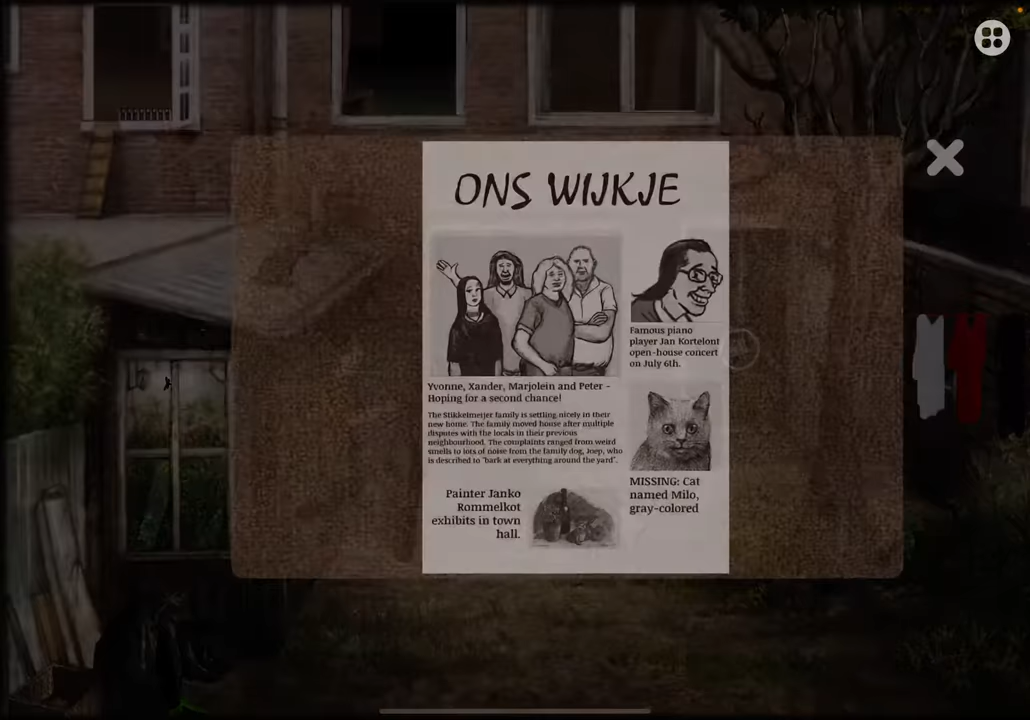 ONS WIJKJE
Yvonne, Xander, Marjolein and Peter -
Hoping for a second chance!
The Stikkelmeijer family is settling nicely in their
new home. The family moved house after multiple
disputes with the locals in their previous
neighbourhood. The complaints ranged from weird
smells to lots of noise from the family dog, Joep, who
is described to "bark at everything around the yard".
Painter Janko
Rommelkot
exhibits in town
hall.
Famous piano
player Jan Kortelont
open-house concert
on July 6th.
MISSING: Cat
named Milo,
gray-colored